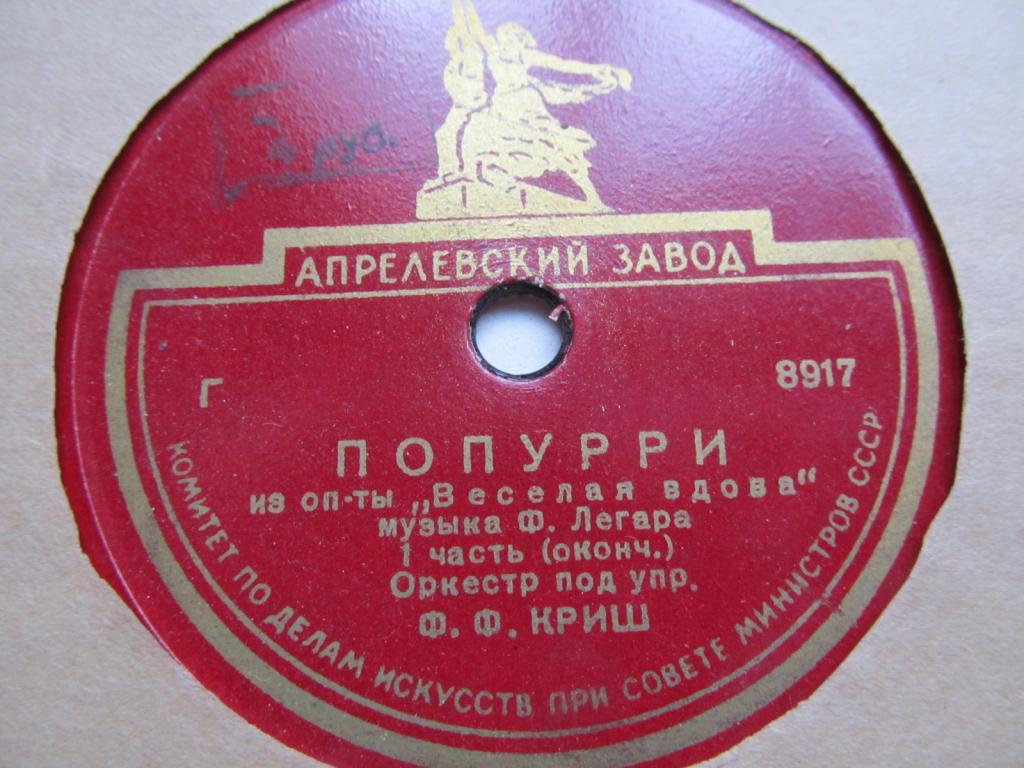 руб.
АПРЕЛЕВСКИЙ ЗАВОД
Г 8917
ПОПУРРИ
из оп-ты „Веселая вдова“
музыка Ф. Легара
1 часть (оконч.)
Оркестр под упр.
Ф. Ф. КРИШ
КОМИТЕТ ПО ДЕЛАМ ИСКУССТВ ПРИ СОВЕТЕ МИНИСТРОВ СССР